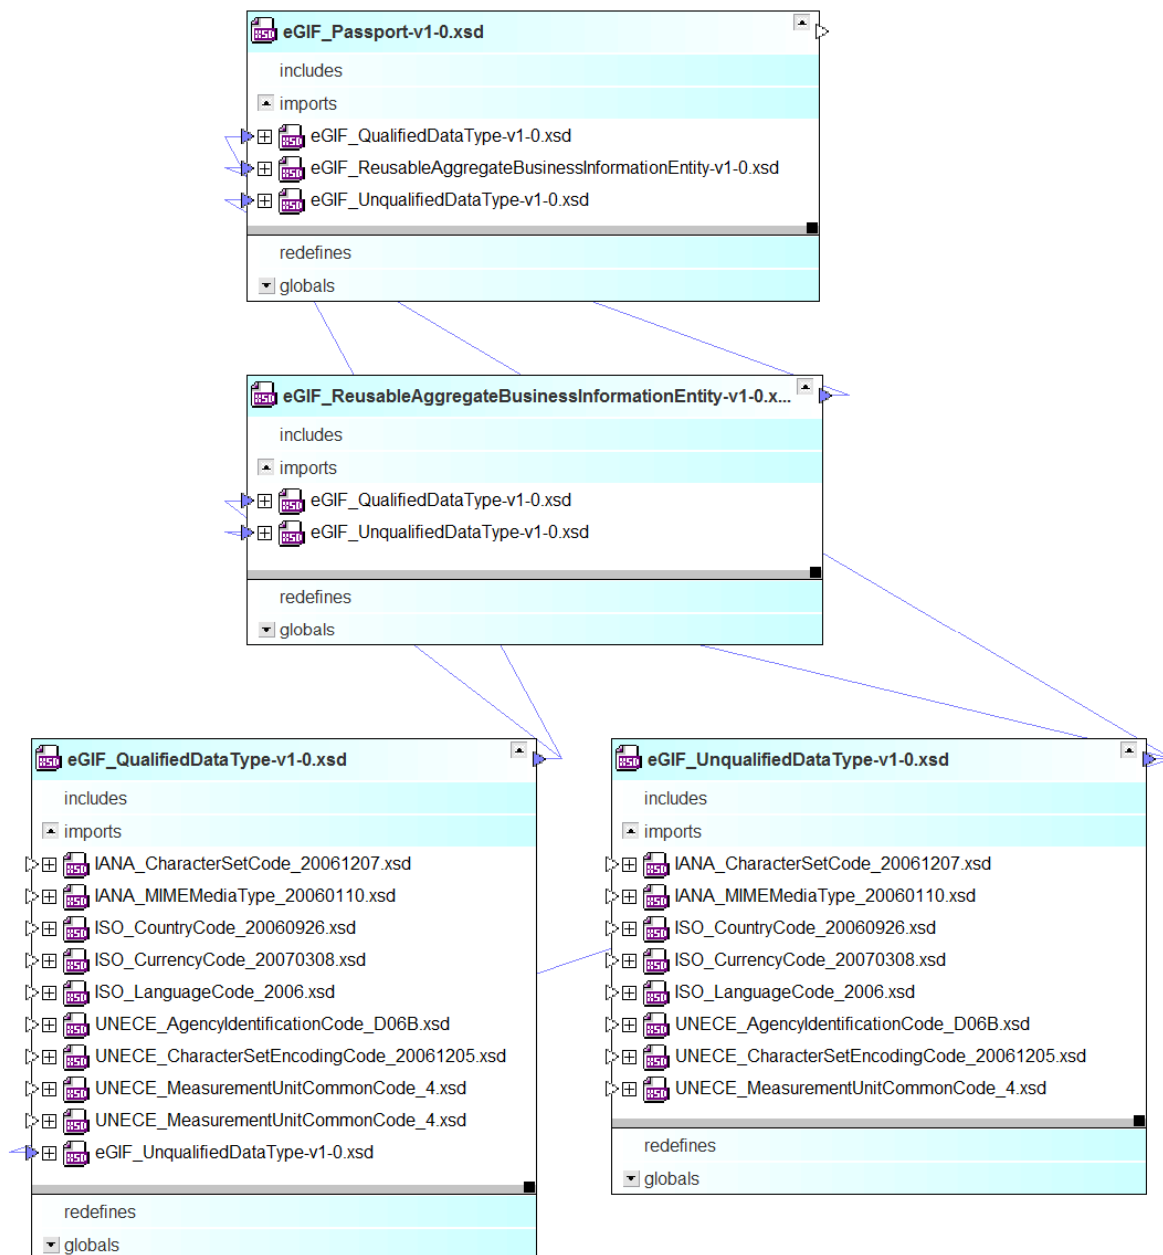 eGIF_Passport-v1-0.xsd
includes
imports
eGIF_QualifiedDataType-v1-0.xsd
eGIF_ReusableAggregateBusinessInformationEntity-v1-0.xsd
eGIF_UnqualifiedDataType-v1-0.xsd
redefines
globals
eGIF_ReusableAggregateBusinessInformationEntity-v1-0.x...
includes
imports
eGIF_QualifiedDataType-v1-0.xsd
eGIF_UnqualifiedDataType-v1-0.xsd
redefines
globals
eGIF_QualifiedDataType-v1-0.xsd
includes
imports
IANA_CharacterSetCode_20061207.xsd
IANA_MIMEMediaType_20060110.xsd
ISO_CountryCode_20060926.xsd
ISO_CurrencyCode_20070308.xsd
ISO_LanguageCode_2006.xsd
UNECE_AgencyIdentificationCode_D06B.xsd
UNECE_CharacterSetEncodingCode_20061205.xsd
UNECE_MeasurementUnitCommonCode_4.xsd
UNECE_MeasurementUnitCommonCode_4.xsd
eGIF_UnqualifiedDataType-v1-0.xsd
redefines
globals
eGIF_UnqualifiedDataType-v1-0.xsd
includes
imports
IANA_CharacterSetCode_20061207.xsd
IANA_MIMEMediaType_20060110.xsd
ISO_CountryCode_20060926.xsd
ISO_CurrencyCode_20070308.xsd
ISO_LanguageCode_2006.xsd
UNECE_AgencyIdentificationCode_D06B.xsd
UNECE_CharacterSetEncodingCode_20061205.xsd
UNECE_MeasurementUnitCommonCode_4.xsd
redefines
globals